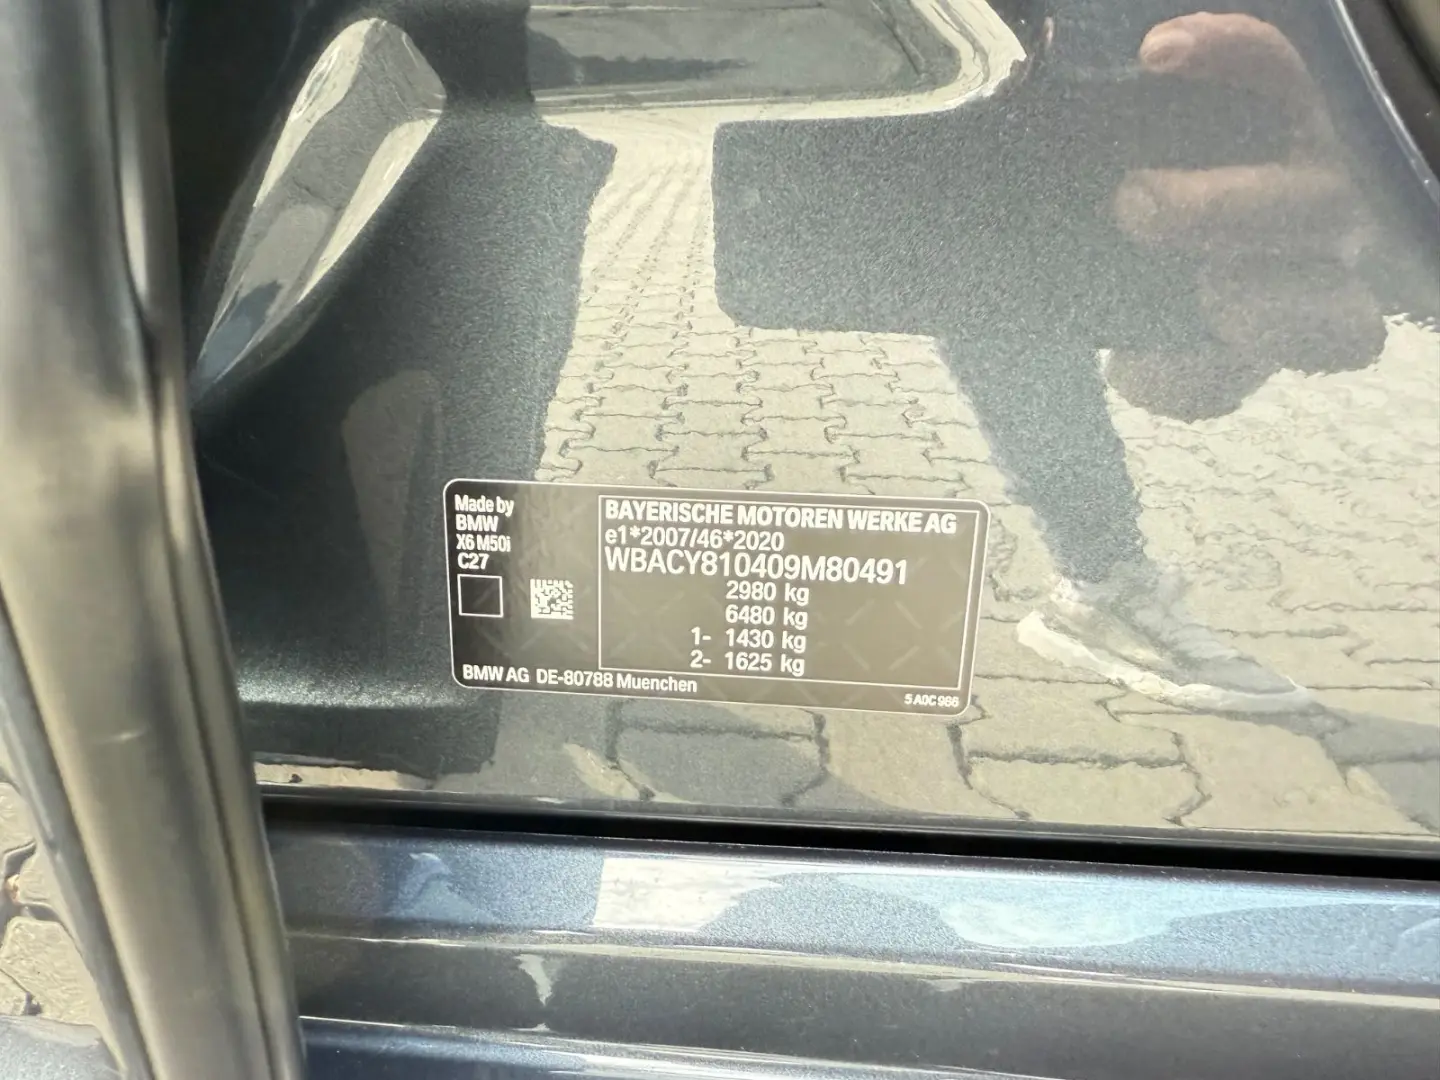 Made by
BMW
X6 M50i
C27
BAYERISCHE MOTOREN WERKE AG
e1*2007/46*2020
WBACY810409M80491
2980 kg
6480 kg
1- 1430 kg
2- 1625 kg
BMW AG DE-80788 Muenchen
5 A0C 966